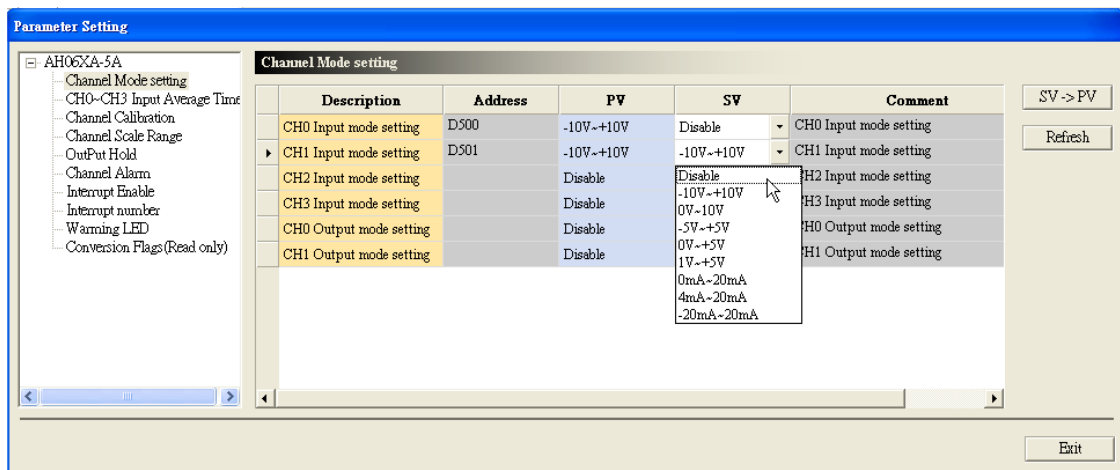 Parameter Setting
AH06XA-5A
Channel Mode setting
CH0~CH3 Input Average Time
Channel Calibration
Channel Scale Range
OutPut Hold
Channel Alarm
Interrupt Enable
Interrupt number
Warming LED
Conversion Flags(Read only)
Channel Mode setting
Description Address PV SV Comment
CH0 Input mode setting D500 -10V~+10V Disable CH0 Input mode setting
CH1 Input mode setting D501 -10V~+10V -10V~+10V CH1 Input mode setting
CH2 Input mode setting Disable CH2 Input mode setting
CH3 Input mode setting Disable CH3 Input mode setting
CH0 Output mode setting Disable CH0 Output mode setting
CH1 Output mode setting Disable CH1 Output mode setting
Disable
-10V~+10V
0V~10V
-5V~+5V
0V~+5V
1V~+5V
0mA~20mA
4mA~20mA
-20mA~20mA
SV->PV
Refresh
Exit